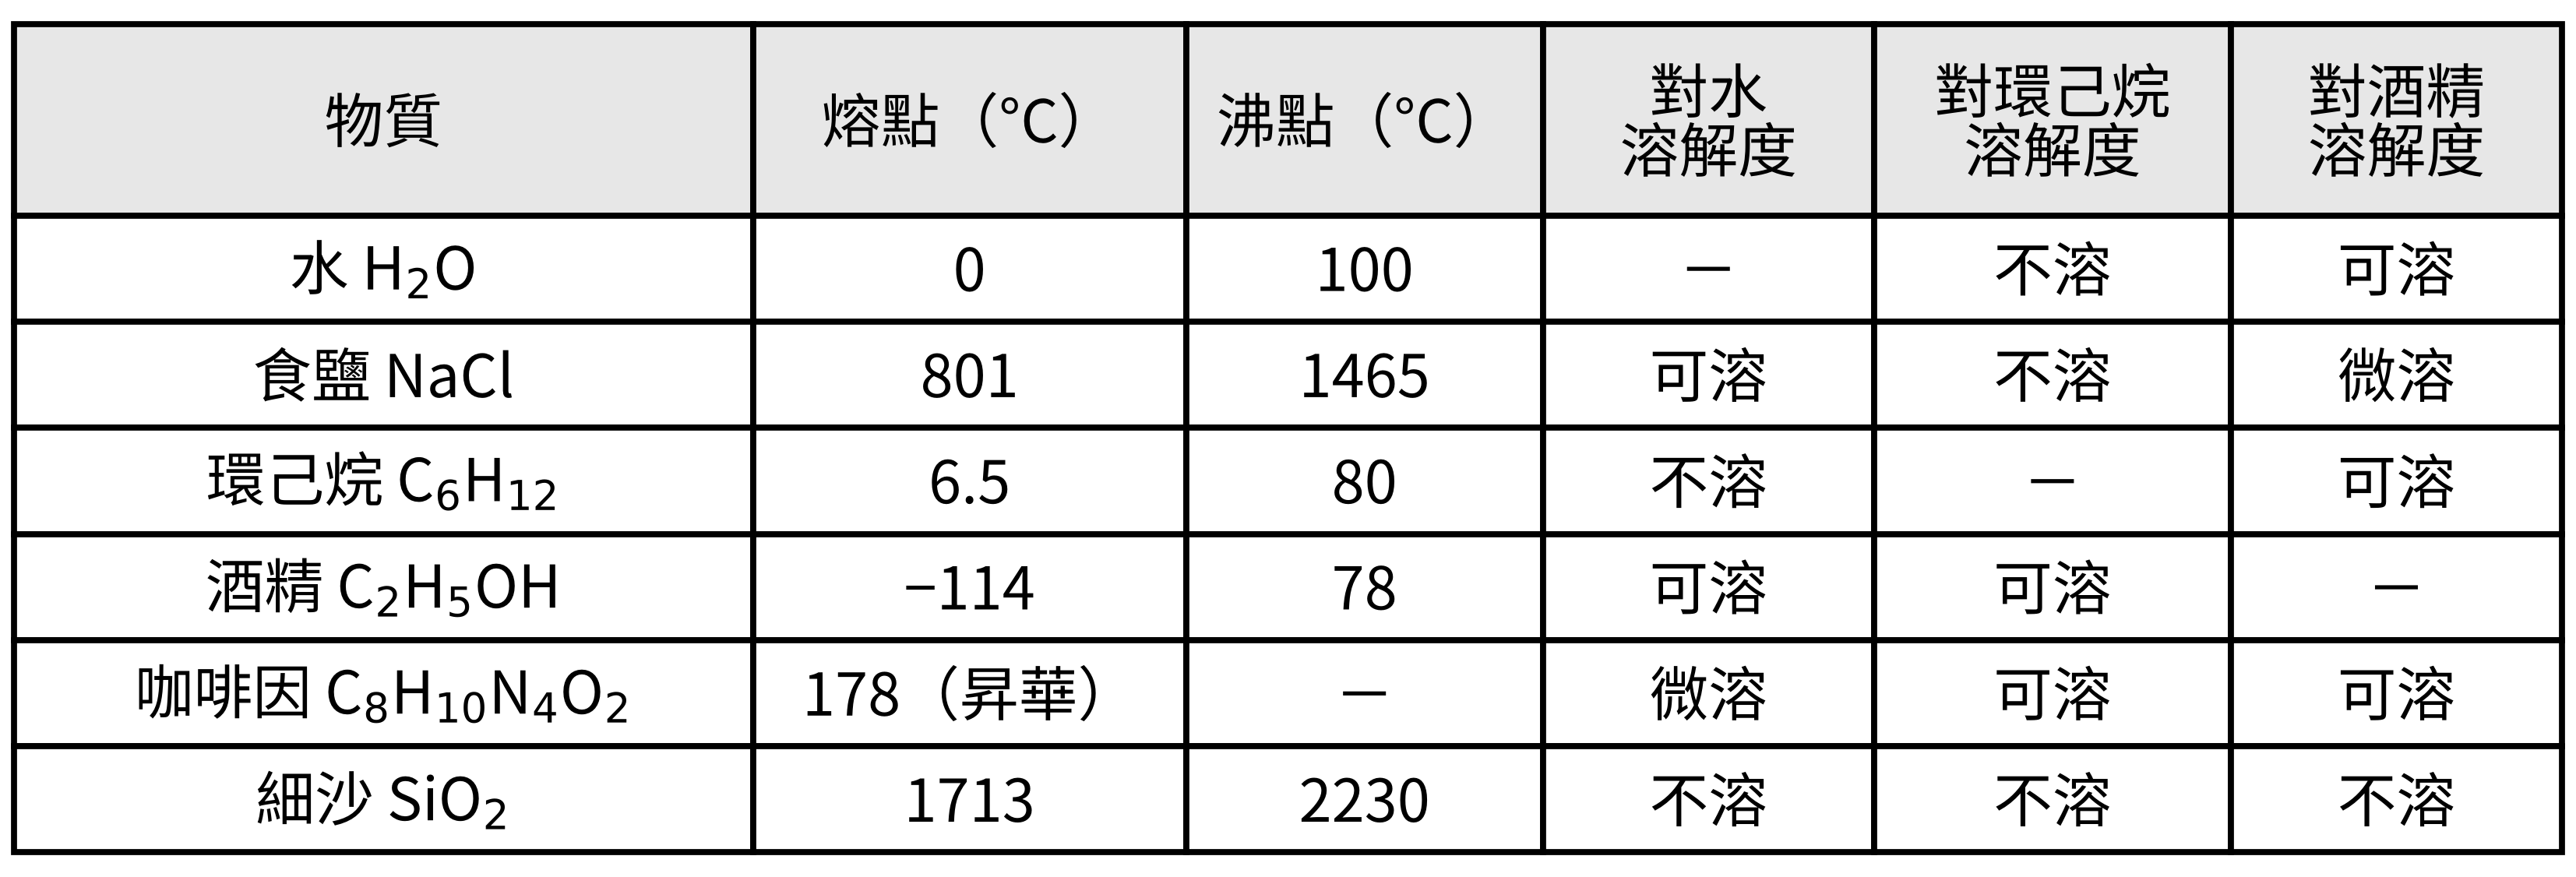 物質 熔點（°C） 沸點（°C） 對水溶解度 對環己烷溶解度 對酒精溶解度
水 H₂O 0 100 － 不溶 可溶
食鹽 NaCl 801 1465 可溶 不溶 微溶
環己烷 C₆H₁₂ 6.5 80 不溶 － 可溶
酒精 C₂H₅OH −114 78 可溶 可溶 －
咖啡因 C₈H₁₀N₄O₂ 178（昇華） － 微溶 可溶 可溶
細沙 SiO₂ 1713 2230 不溶 不溶 不溶